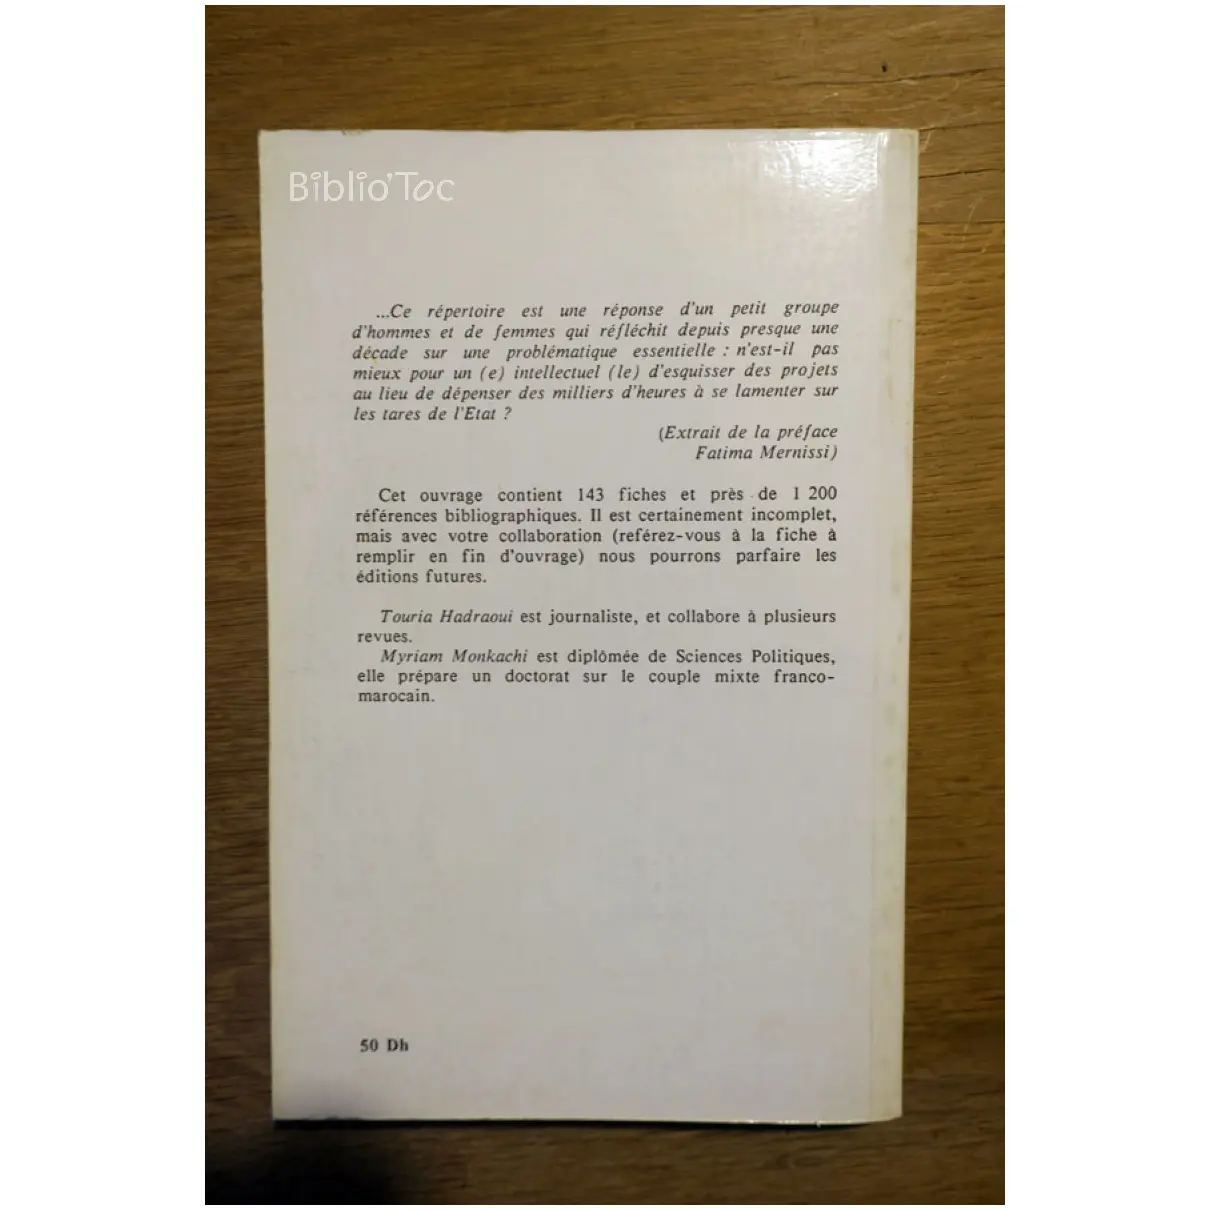 Biblio'Toc
...Ce répertoire est une réponse d'un petit groupe
d'hommes et de femmes qui réfléchit depuis presque une
décade sur une problématique essentielle : n'est-il pas
mieux pour un (e) intellectuel (le) d'esquisser des projets
au lieu de dépenser des milliers d'heures à se lamenter sur
les tares de l'Etat ?
(Extrait de la préface
Fatima Mernissi)
Cet ouvrage contient 143 fiches et près de 1 200
références bibliographiques. Il est certainement incomplet,
mais avec votre collaboration (reférez-vous à la fiche à
remplir en fin d'ouvrage) nous pourrons parfaire les
éditions futures.
Touria Hadraoui est journaliste, et collabore à plusieurs
revues.
Myriam Monkachi est diplômée de Sciences Politiques,
elle prépare un doctorat sur le couple mixte franco-
marocain.
50 Dh